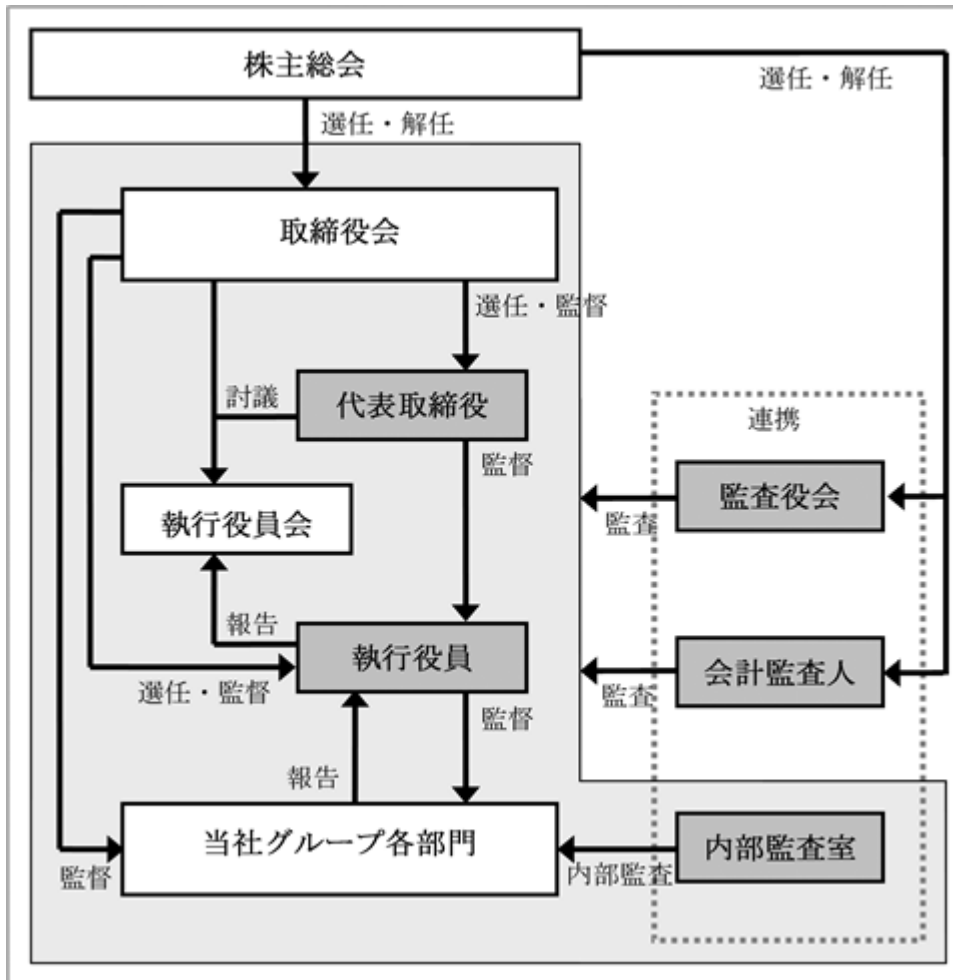 株主総会
選任・解任
選任・解任
取締役会
選任・監督
討議
代表取締役
連携
監督
監査役会
執行役員会
監査
報告
執行役員
会計監査人
選任・監督
監査
監督
報告
当社グループ各部門
内部監査室
監督
内部監査